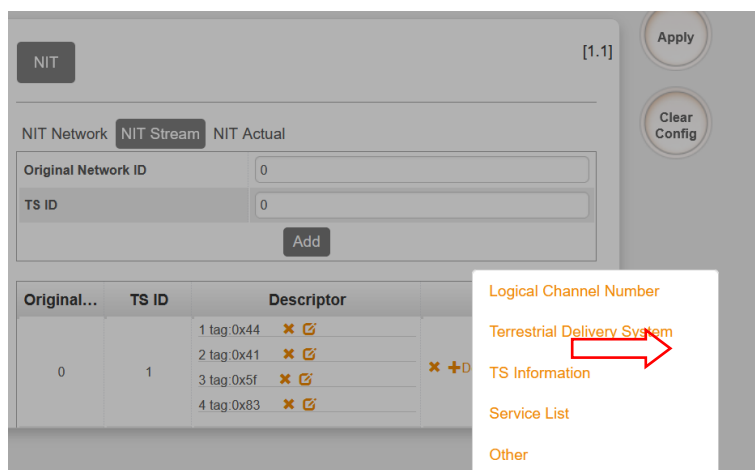 NIT
[1.1]
Apply
Clear
Config
NIT Network NIT Stream NIT Actual
Original Network ID 0
TS ID 0
Add
Original... TS ID Descriptor
0 1
1 tag:0x44
2 tag:0x41
3 tag:0x5f
4 tag:0x83
Logical Channel Number
Terrestrial Delivery System
TS Information
Service List
Other